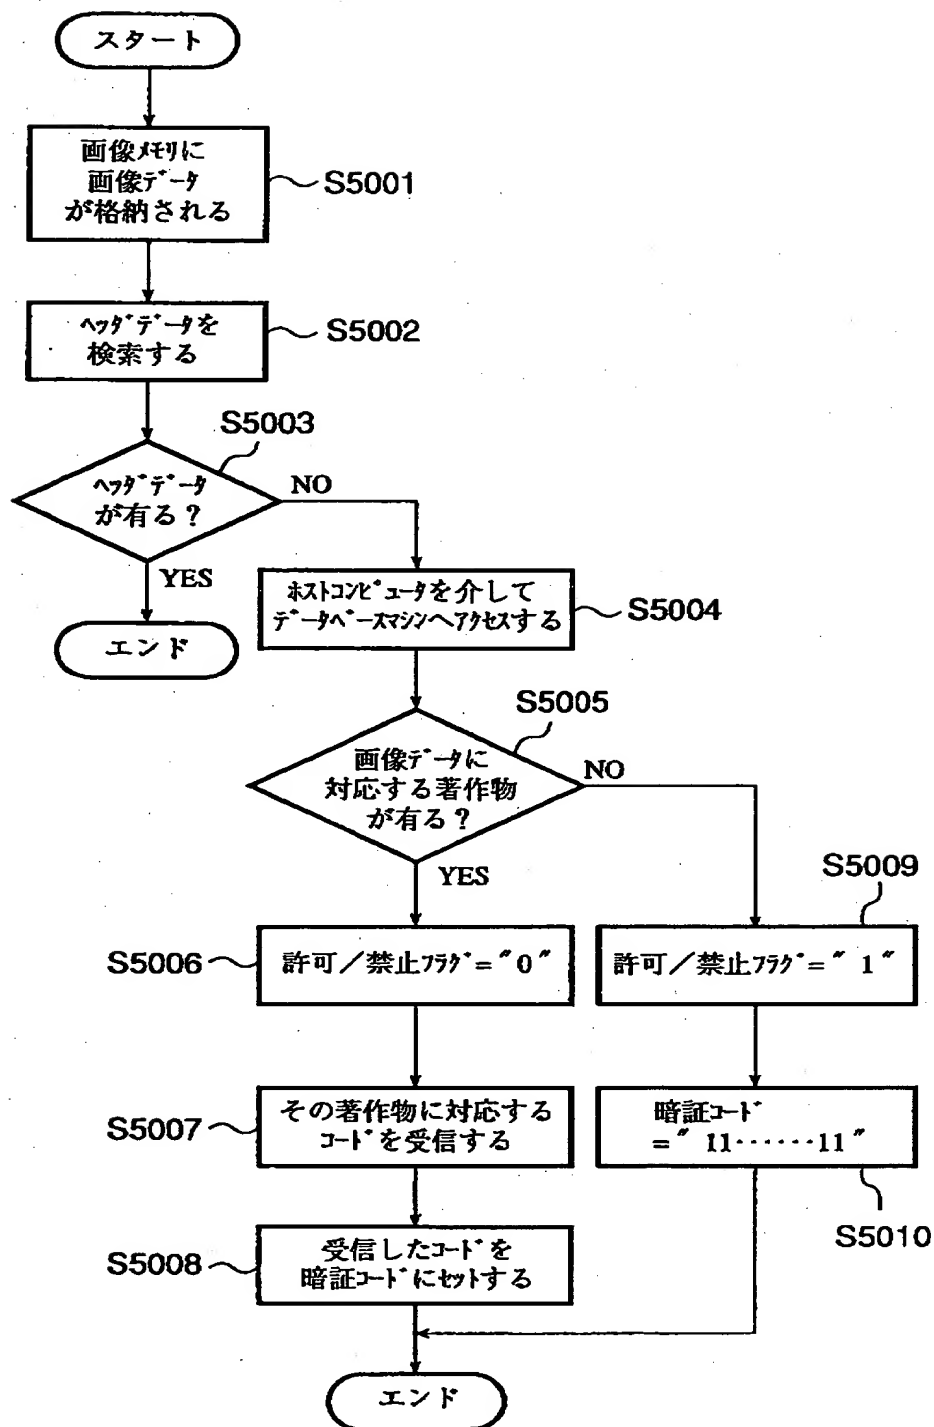 スタート
画像メモリに
画像データ
が格納される
S5001
ヘッダデータを
検索する
S5002
S5003
ヘッダデータ
が有る?
NO
YES
エンド
ホストコンピュータを介して
データベースマシンへアクセスする
S5004
S5005
画像データに
対応する著作物
が有る?
NO
YES
S5009
S5006
許可/禁止フラグ="0"
許可/禁止フラグ=" 1 "
S5007
その著作物に対応する
コードを受信する
暗証コード
=" 11‥‥‥11 "
S5010
S5008
受信したコードを
暗証コードにセットする
エンド